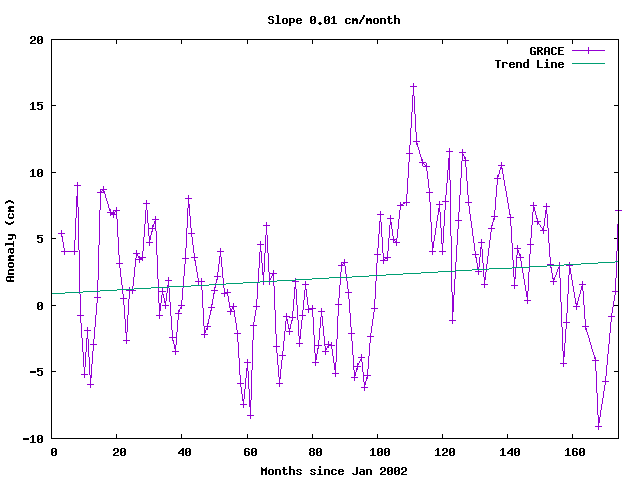 Slope 0.01 cm/month
GRACE
Trend Line
20
15
10
5
0
-5
-10
Anomaly (cm)
0 20 40 60 80 100 120 140 160
Months since Jan 2002